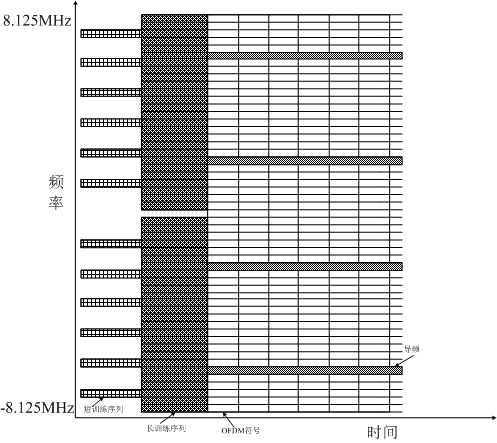 8.125MHz
频
率
导频
-8.125MHz
短训练序列
长训练序列
OFDM符号
时间